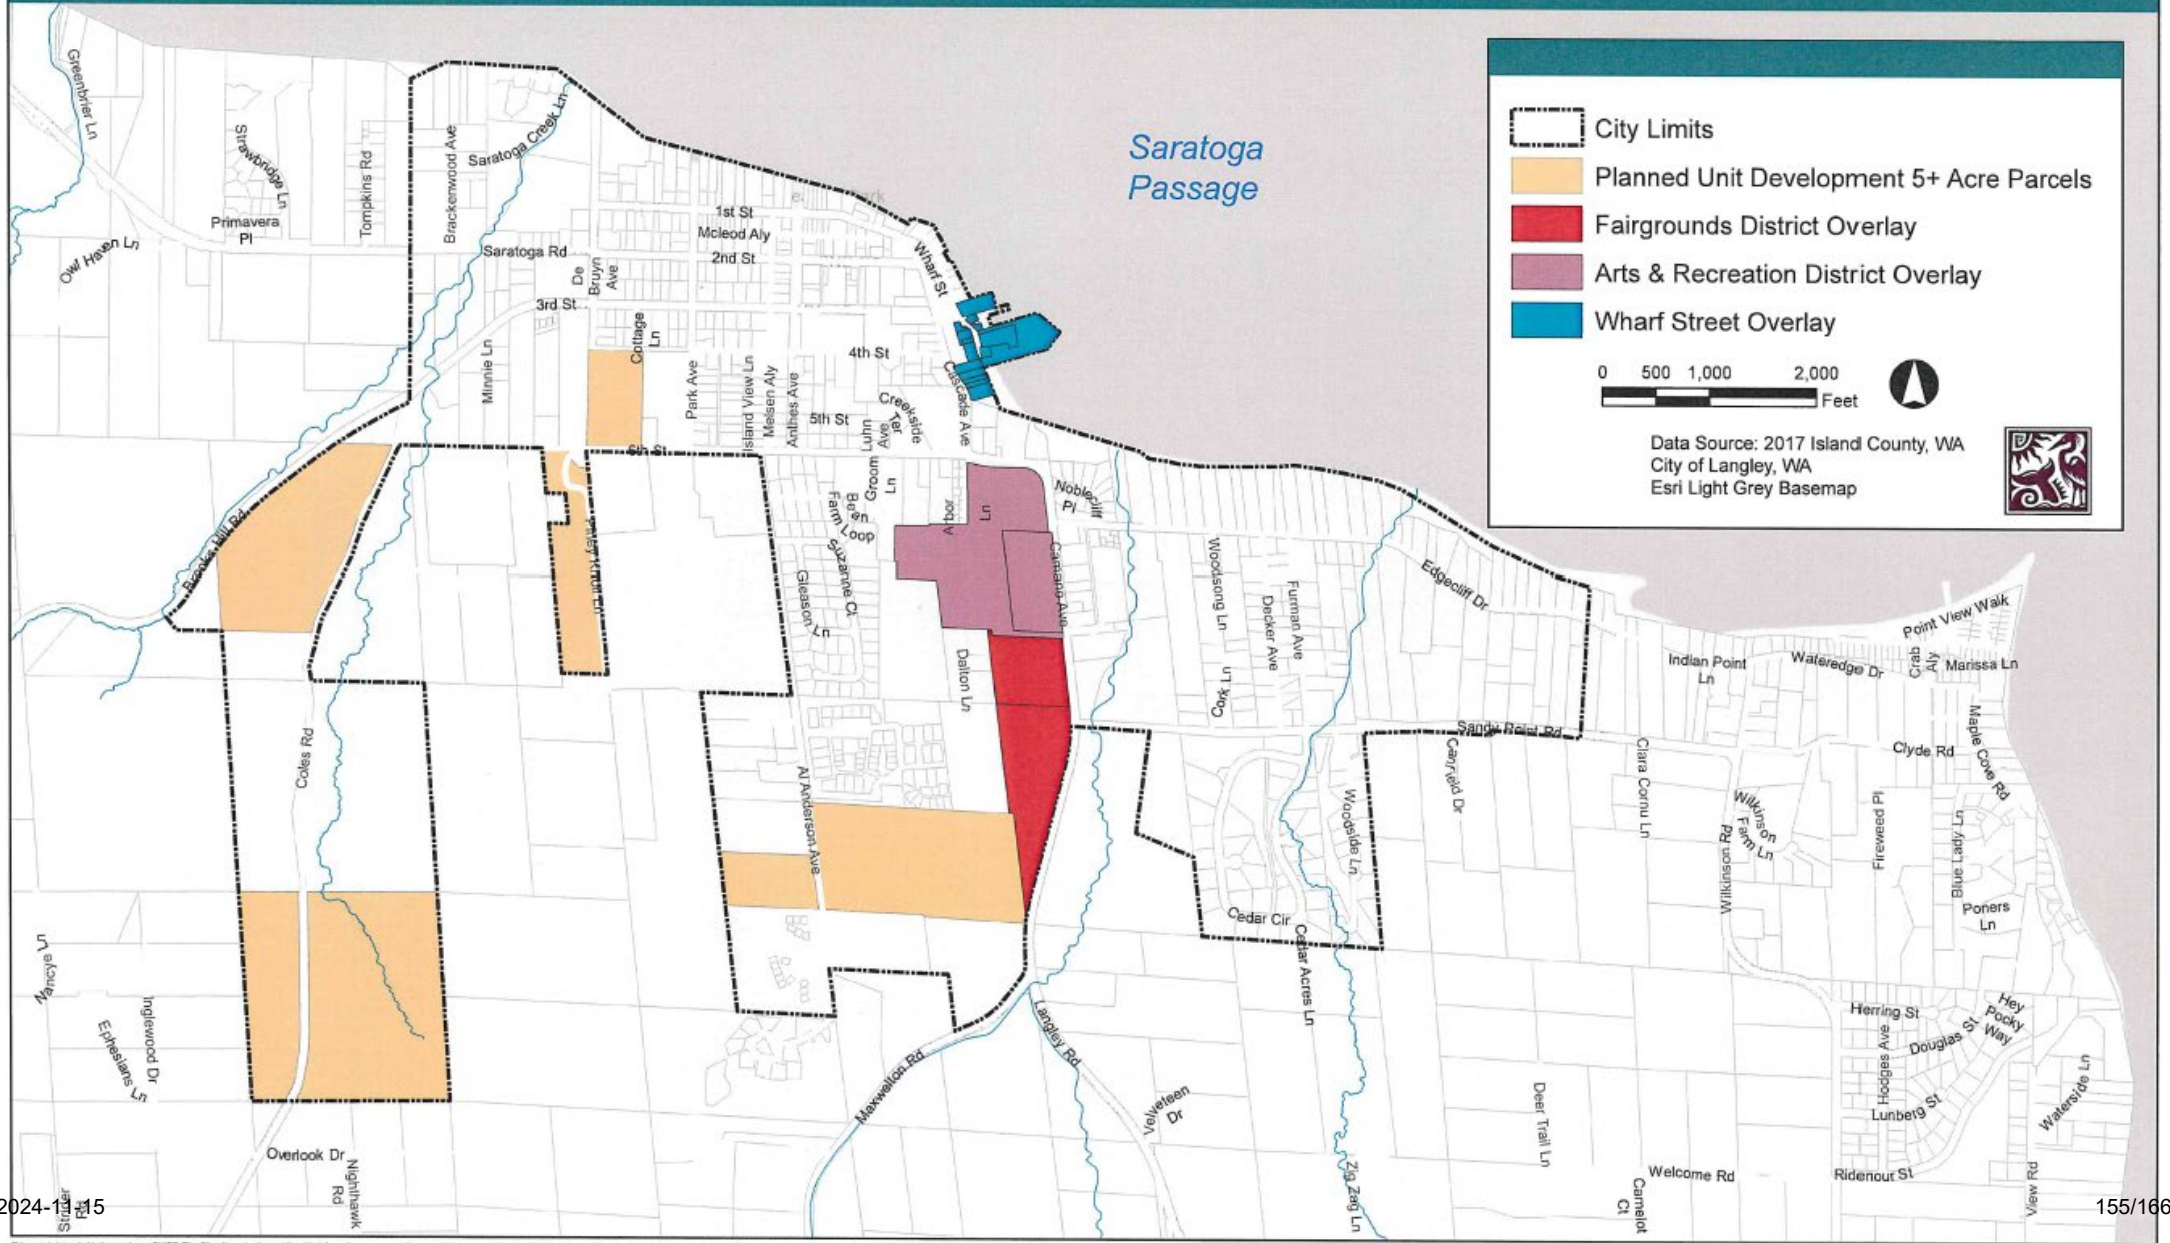 Saratoga
Passage
City Limits
Planned Unit Development 5+ Acre Parcels
Fairgrounds District Overlay
Arts & Recreation District Overlay
Wharf Street Overlay
0 500 1,000 2,000
Feet
Data Source: 2017 Island County, WA
City of Langley, WA
Esri Light Grey Basemap
Greenbrier Ln
Strawbridge Ln
Tompkins Rd
Primavera
Pl
Owl Haven Ln
Brackenwood Ave
Saratoga Creek Ln
Saratoga Rd
De
Bruyn
Ave
1st St
Mcleod Aly
2nd St
3rd St
Wharf St
Cottage
Ln
Minnie Ln
Park Ave
Island View Ln
Melsen Aly
Anthes Ave
4th St
5th St
6th St
Luhn
Ave
Creekside
Ter
Cascade Ave
Groom
Ln
Farm Loop
Suzanne Ct
Gleason Ln
Arbor
Ln
Noblecliff
Pl
Camano Ave
Brooks Hill Rd
Coles Rd
Dalton Ln
Al Anderson Ave
Woodsong Ln
Cork Ln
Decker Ave
Furman Ave
Edgecliff Dr
Sandy Point Rd
Indian Point
Ln
Wateredge Dr
Point View Walk
Crab
Aly
Marissa Ln
Maple Cove Rd
Clyde Rd
Canfield Dr
Clara Cornu Ln
Wilkinson
Farm Ln
Wilkinson Rd
Fireweed Pl
Blue Lady Ln
Poners
Ln
Woodside Ln
Cedar Cir
Cedar Acres Ln
Nancye Ln
Inglewood Dr
Ephesians Ln
Overlook Dr
Nighthawk
Rd
Maxwelton Rd
Langley Rd
Velveteen
Dr
Zig Zag Ln
Deer Trail Ln
Welcome Rd
Camelot
Ct
Herring St
Hodges Ave
Douglas St
Hey
Pocky
Way
Lunberg St
Ridenour St
Waterside Ln
View Rd
2024-11-15
155/166